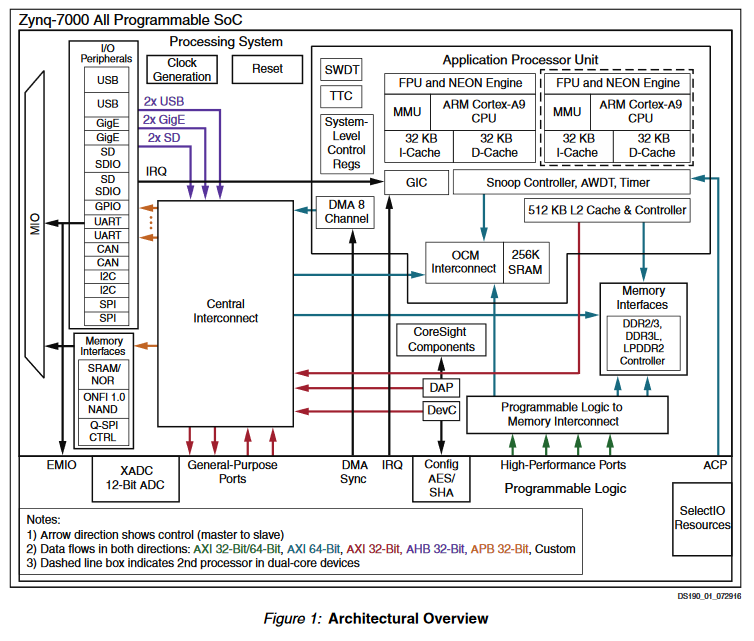 Zynq-7000 All Programmable SoC
Processing System
I/O
Peripherals
USB
USB
GigE
GigE
SD
SDIO
SD
SDIO
GPIO
UART
UART
CAN
CAN
I2C
I2C
SPI
SPI
MIO
Clock
Generation
Reset
2x USB
2x GigE
2x SD
IRQ
SWDT
TTC
System-
Level
Control
Regs
Application Processor Unit
FPU and NEON Engine
MMU
ARM Cortex-A9
CPU
32 KB
I-Cache
32 KB
D-Cache
FPU and NEON Engine
MMU
ARM Cortex-A9
CPU
32 KB
I-Cache
32 KB
D-Cache
GIC
Snoop Controller, AWDT, Timer
512 KB L2 Cache & Controller
DMA 8
Channel
OCM
Interconnect
256K
SRAM
Central
Interconnect
Memory
Interfaces
DDR2/3,
DDR3L,
LPDDR2
Controller
CoreSight
Components
DAP
DevC
Programmable Logic to
Memory Interconnect
Memory
Interfaces
SRAM/
NOR
ONFI 1.0
NAND
Q-SPI
CTRL
EMIO
XADC
12-Bit ADC
General-Purpose
Ports
DMA
Sync
IRQ
Config
AES/
SHA
High-Performance Ports
ACP
Programmable Logic
SelectIO
Resources
Notes:
1) Arrow direction shows control (master to slave)
2) Data flows in both directions: AXI 32-Bit/64-Bit, AXI 64-Bit, AXI 32-Bit, AHB 32-Bit, APB 32-Bit, Custom
3) Dashed line box indicates 2nd processor in dual-core devices
DS190_01_072916
Figure 1: Architectural Overview